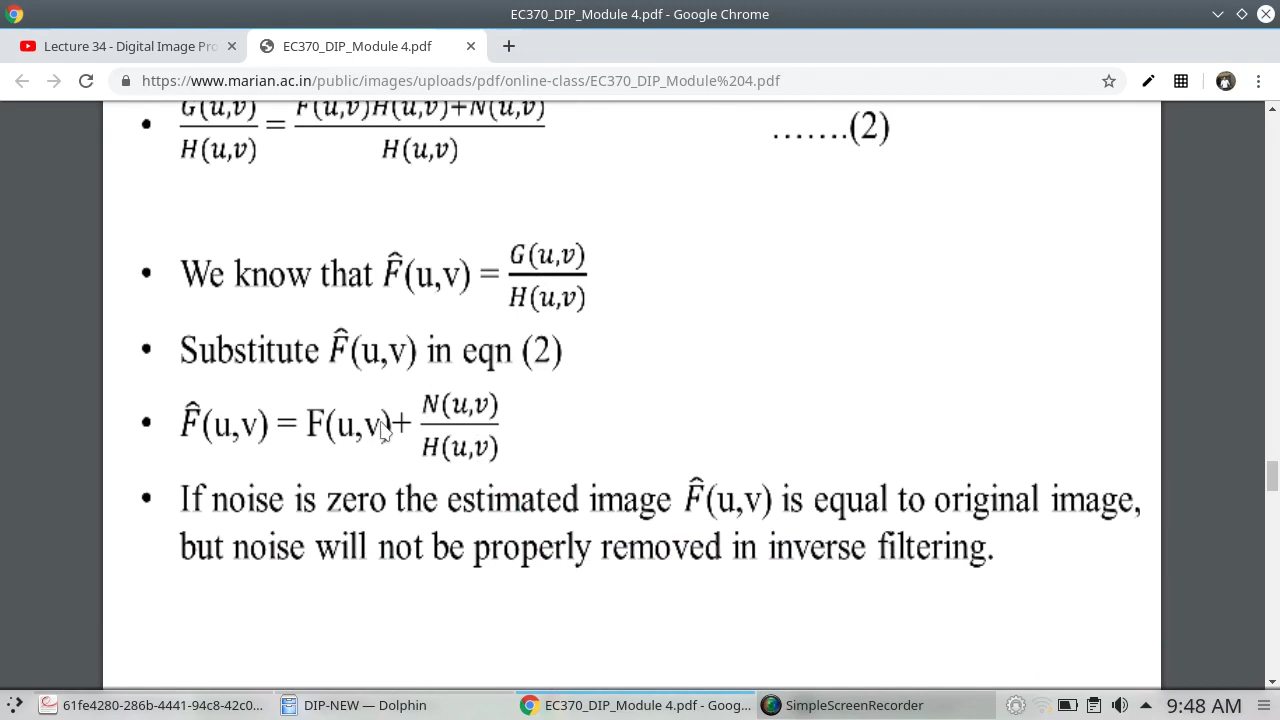 EC370_DIP_Module 4.pdf - Google Chrome
Lecture 34 - Digital Image Pro
EC370_DIP_Module 4.pdf
https://www.marian.ac.in/public/images/uploads/pdf/online-class/EC370_DIP_Module%204.pdf
• G(u,v)/H(u,v) = F(u,v)H(u,v)+N(u,v)/H(u,v) …….(2)
• We know that F̂(u,v) = G(u,v)/H(u,v)
• Substitute F̂(u,v) in eqn (2)
• F̂(u,v) = F(u,v)+ N(u,v)/H(u,v)
• If noise is zero the estimated image F̂(u,v) is equal to original image,
but noise will not be properly removed in inverse filtering.
61fe4280-286b-4441-94c8-42c0...
DIP-NEW — Dolphin
EC370_DIP_Module 4.pdf - Goog...
SimpleScreenRecorder
9:48 AM